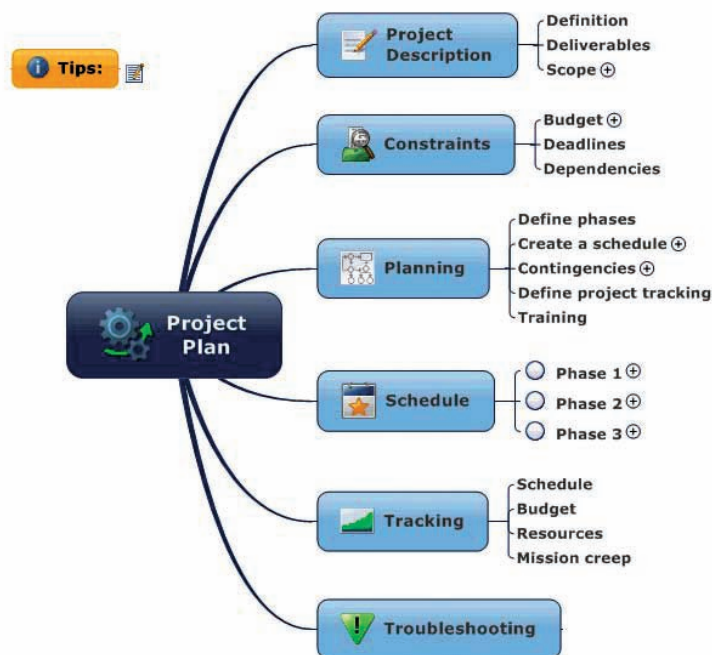 Tips:
Project
Plan
Project
Description
Definition
Deliverables
Scope
Constraints
Budget
Deadlines
Dependencies
Planning
Define phases
Create a schedule
Contingencies
Define project tracking
Training
Schedule
Phase 1
Phase 2
Phase 3
Tracking
Schedule
Budget
Resources
Mission creep
Troubleshooting